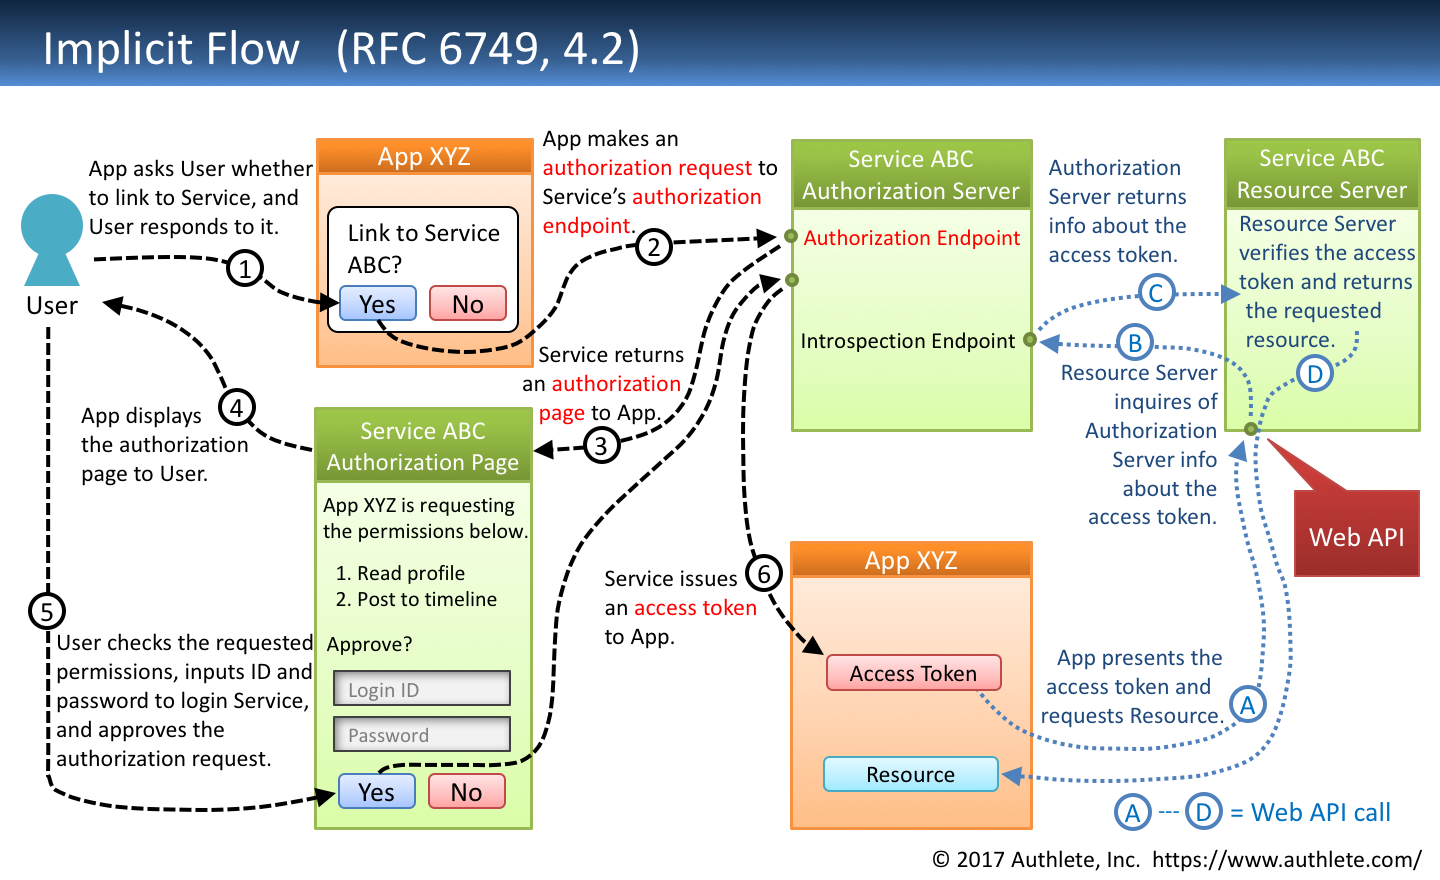 Implicit Flow (RFC 6749, 4.2)
App asks User whether
to link to Service, and
User responds to it.
1
User
App XYZ
Link to Service
ABC?
Yes
No
App makes an
authorization request to
Service's authorization
endpoint.
2
Service ABC
Authorization Server
Authorization Endpoint
Introspection Endpoint
Authorization
Server returns
info about the
access token.
C
B
Service ABC
Resource Server
Resource Server
verifies the access
token and returns
the requested
resource.
D
Resource Server
inquires of
Authorization
Server info
about the
access token.
Web API
Service returns
an authorization
page to App.
3
4
App displays
the authorization
page to User.
Service ABC
Authorization Page
App XYZ is requesting
the permissions below.
1. Read profile
2. Post to timeline
Approve?
Login ID
Password
Yes
No
5
User checks the requested
permissions, inputs ID and
password to login Service,
and approves the
authorization request.
Service issues
an access token
to App.
6
App XYZ
Access Token
Resource
App presents the
access token and
requests Resource.
A
A --- D = Web API call
© 2017 Authlete, Inc. https://www.authlete.com/